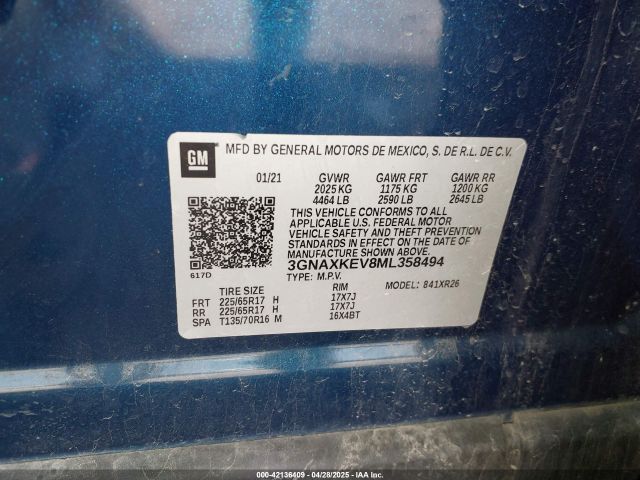 GM
MFD BY GENERAL MOTORS DE MEXICO, S. DE R.L. DE C.V.
01/21 GVWR GAWR FRT GAWR RR
2025 KG 1175 KG 1200 KG
4464 LB 2590 LB 2645 LB
THIS VEHICLE CONFORMS TO ALL
APPLICABLE U.S. FEDERAL MOTOR
VEHICLE SAFETY AND THEFT
PREVENTION STANDARDS IN EFFECT ON
THE DATE OF MANUFACTURE SHOWN ABOVE.
3GNAXKEV8ML358494
617D TYPE: M.P.V.
TIRE SIZE RIM MODEL: 841XR26
FRT 225/65R17 H 17X7J
RR 225/65R17 H 17X7J
SPA T135/70R16 M 16X4BT
000-42136409 04/28/2025 IAA Inc.